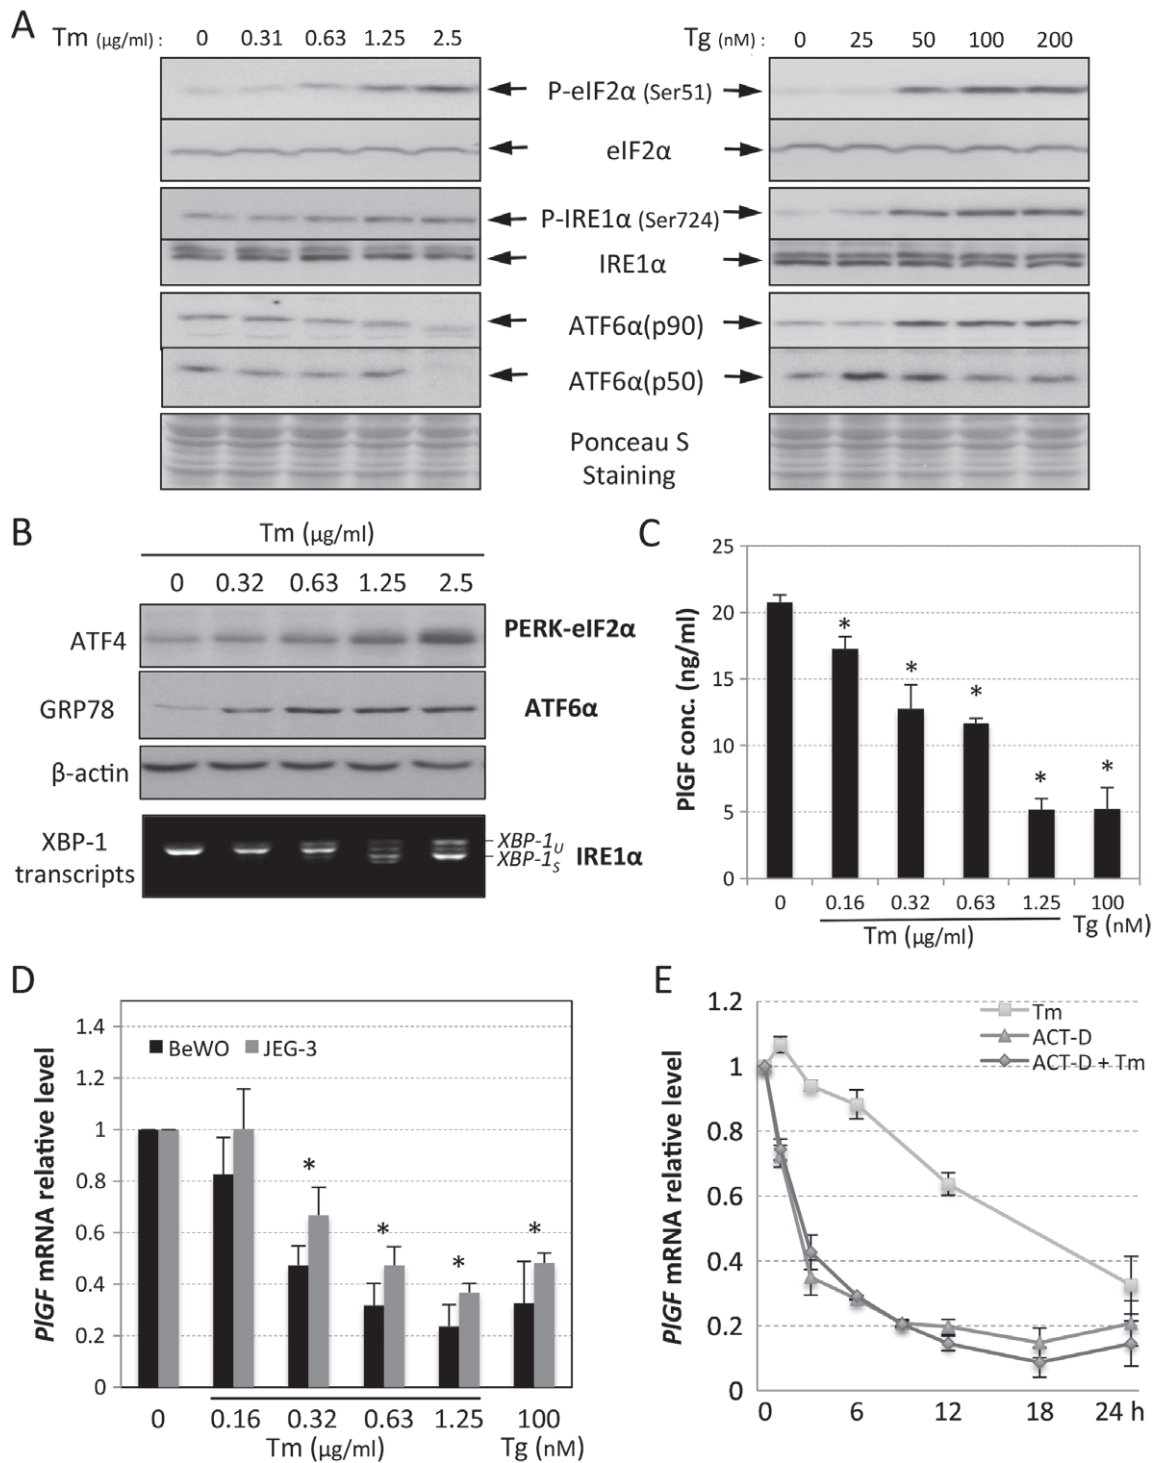 A
Tm (µg/ml) : 0 0.31 0.63 1.25 2.5
Tg (nM) : 0 25 50 100 200
P-eIF2α (Ser51)
eIF2α
P-IRE1α (Ser724)
IRE1α
ATF6α(p90)
ATF6α(p50)
Ponceau S
Staining
B
Tm (µg/ml)
0 0.32 0.63 1.25 2.5
ATF4 PERK-eIF2α
GRP78 ATF6α
β-actin
XBP-1
transcripts
XBP-1U
XBP-1S
IRE1α
C
PlGF conc. (ng/ml)
25
20
15
10
5
0
* * * * *
0 0.16 0.32 0.63 1.25 100
Tm (µg/ml) Tg (nM)
D
PlGF mRNA relative level
1.4
1.2
1
0.8
0.6
0.4
0.2
0
BeWO JEG-3
* * * *
0 0.16 0.32 0.63 1.25 100
Tm (µg/ml) Tg (nM)
E
PlGF mRNA relative level
1.2
1
0.8
0.6
0.4
0.2
0
Tm
ACT-D
ACT-D + Tm
0 6 12 18 24 h